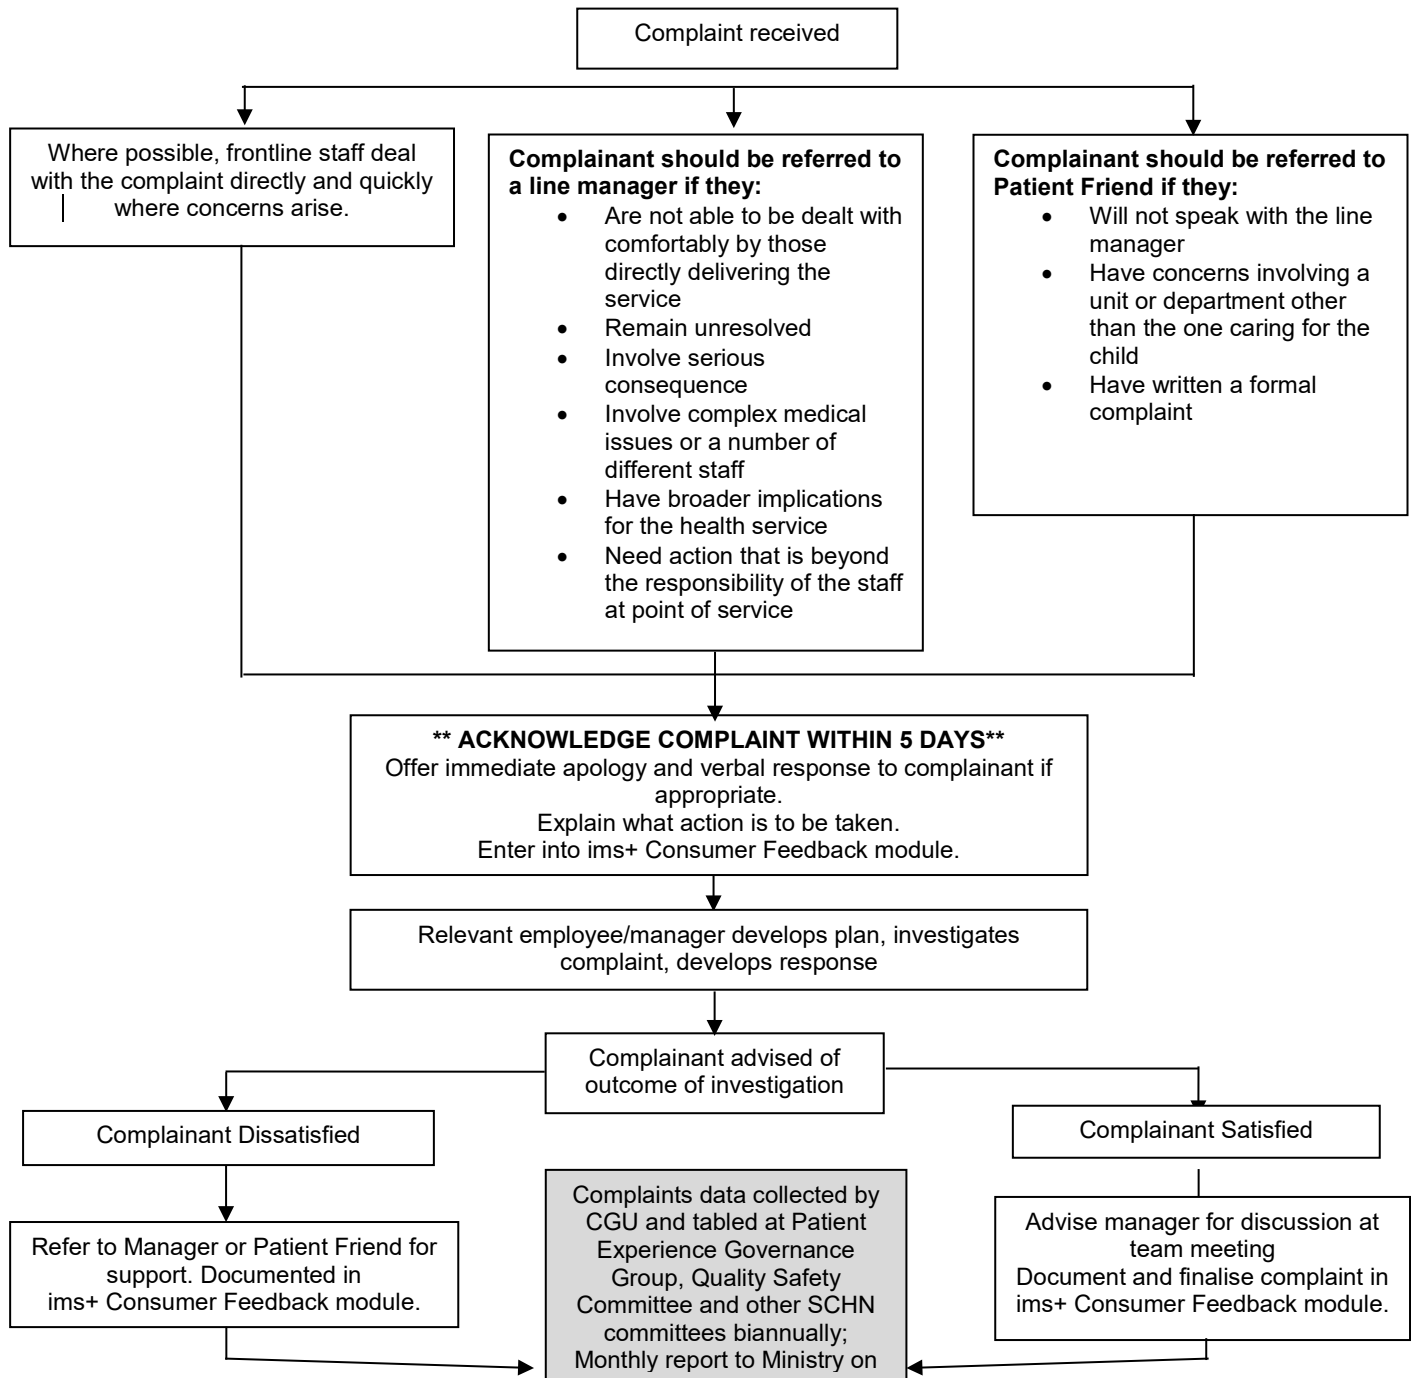 Complaint received
Where possible, frontline staff deal
with the complaint directly and quickly
where concerns arise.
Complainant should be referred to
a line manager if they:
• Are not able to be dealt with
comfortably by those
directly delivering the
service
• Remain unresolved
• Involve serious
consequence
• Involve complex medical
issues or a number of
different staff
• Have broader implications
for the health service
• Need action that is beyond
the responsibility of the staff
at point of service
Complainant should be referred to
Patient Friend if they:
• Will not speak with the line
manager
• Have concerns involving a
unit or department other
than the one caring for the
child
• Have written a formal
complaint
** ACKNOWLEDGE COMPLAINT WITHIN 5 DAYS**
Offer immediate apology and verbal response to complainant if
appropriate.
Explain what action is to be taken.
Enter into ims+ Consumer Feedback module.
Relevant employee/manager develops plan, investigates
complaint, develops response
Complainant advised of
outcome of investigation
Complainant Dissatisfied
Complainant Satisfied
Refer to Manager or Patient Friend for
support. Documented in
ims+ Consumer Feedback module.
Complaints data collected by
CGU and tabled at Patient
Experience Governance
Group, Quality Safety
Committee and other SCHN
committees biannually;
Monthly report to Ministry on
Advise manager for discussion at
team meeting
Document and finalise complaint in
ims+ Consumer Feedback module.